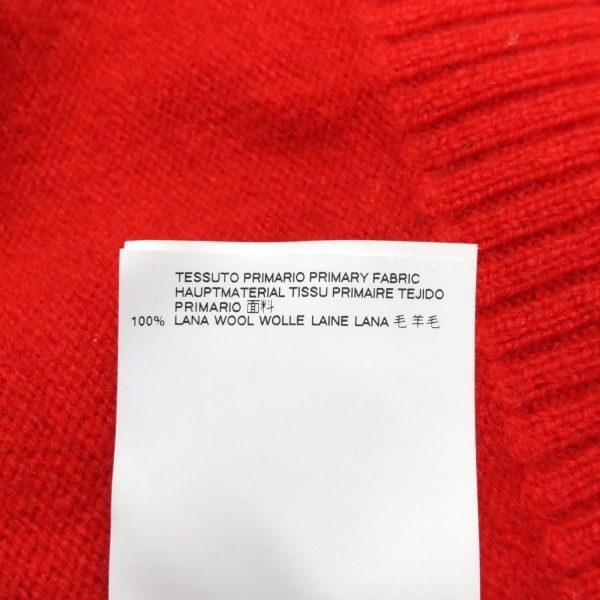 TESSUTO PRIMARIO PRIMARY FABRIC
HAUPTMATERIAL TISSU PRIMAIRE TEJIDO
PRIMARIO 面料
100% LANA WOOL WOLLE LAINE LANA 毛 羊毛